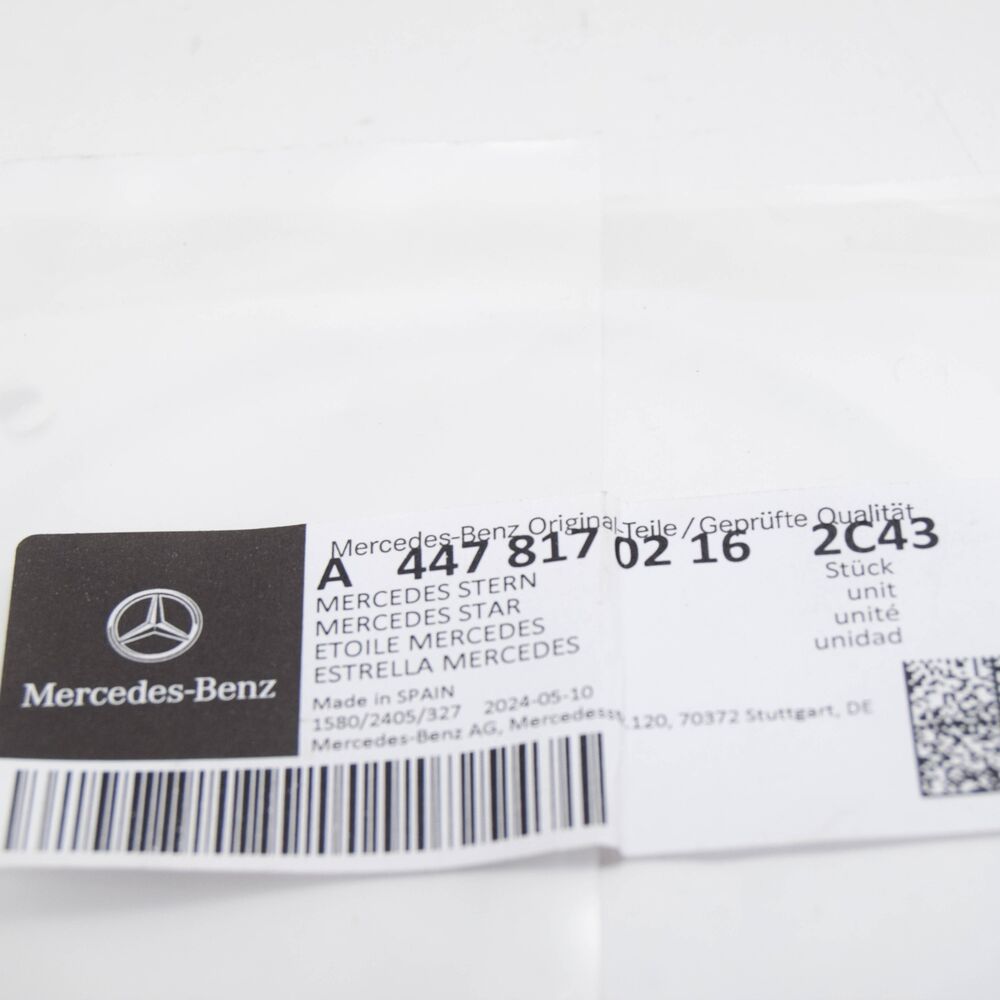 Mercedes-Benz Original-Teile/Geprüfte Qualität
A 447 817 02 16 2C43
MERCEDES STERN
MERCEDES STAR
ETOILE MERCEDES
ESTRELLA MERCEDES
Stück
unit
unité
unidad
Made in SPAIN
1580/2405/327 2024-05-10
Mercedes-Benz AG, Mercedesstr.120, 70372 Stuttgart, DE
Mercedes-Benz